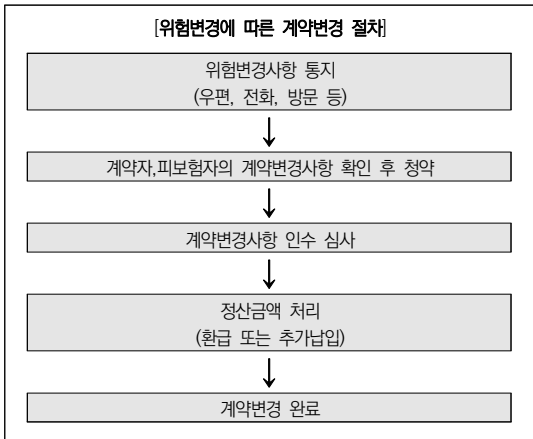 [위험변경에 따른 계약변경 절차]
위험변경사항 통지
(우편, 전화, 방문 등)
계약자,피보험자의 계약변경사항 확인 후 청약
계약변경사항 인수 심사
정산금액 처리
(환급 또는 추가납입)
계약변경 완료